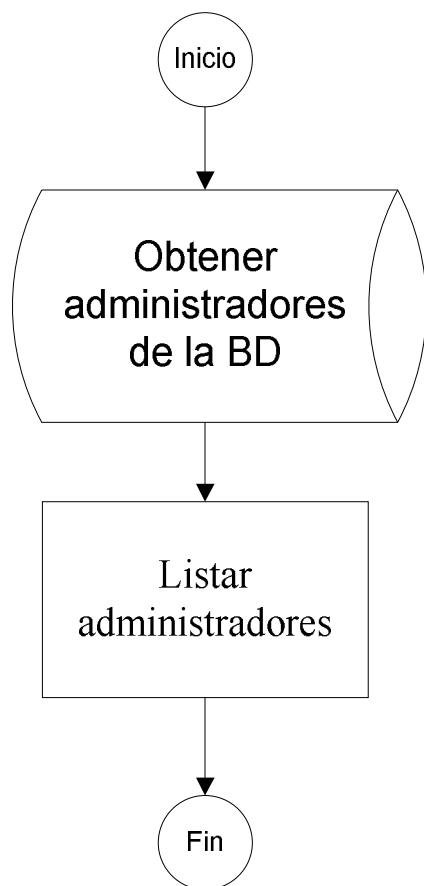 Inicio
Obtener
administradores
de la BD
Listar
administradores
Fin